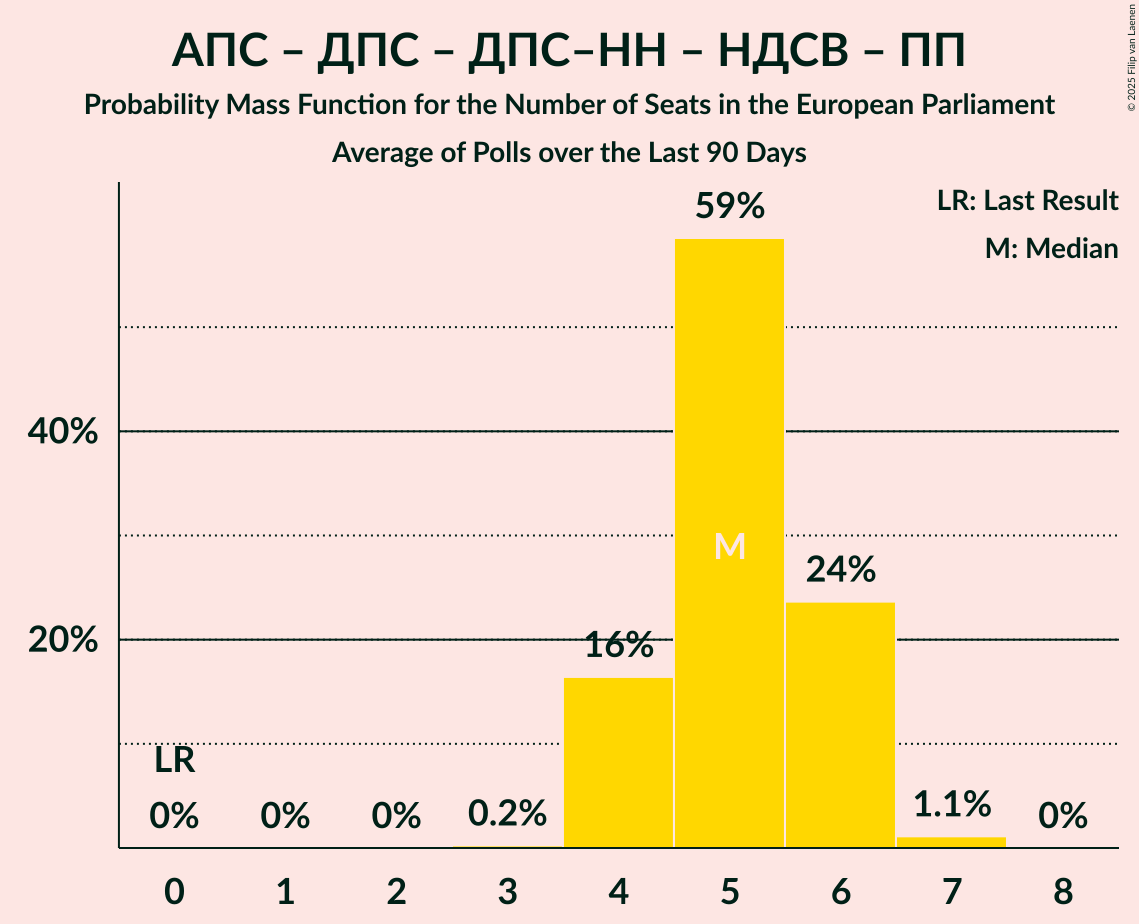 АПС – ДПС – ДПС–НН – НДСВ – ПП
Probability Mass Function for the Number of Seats in the European Parliament
Average of Polls over the Last 90 Days
© 2025 Filip van Laenen
LR: Last Result
M: Median
59%
40%
M
24%
20%
16%
LR
0%
0%
0%
0.2%
1.1%
0%
0
1
2
3
4
5
6
7
8